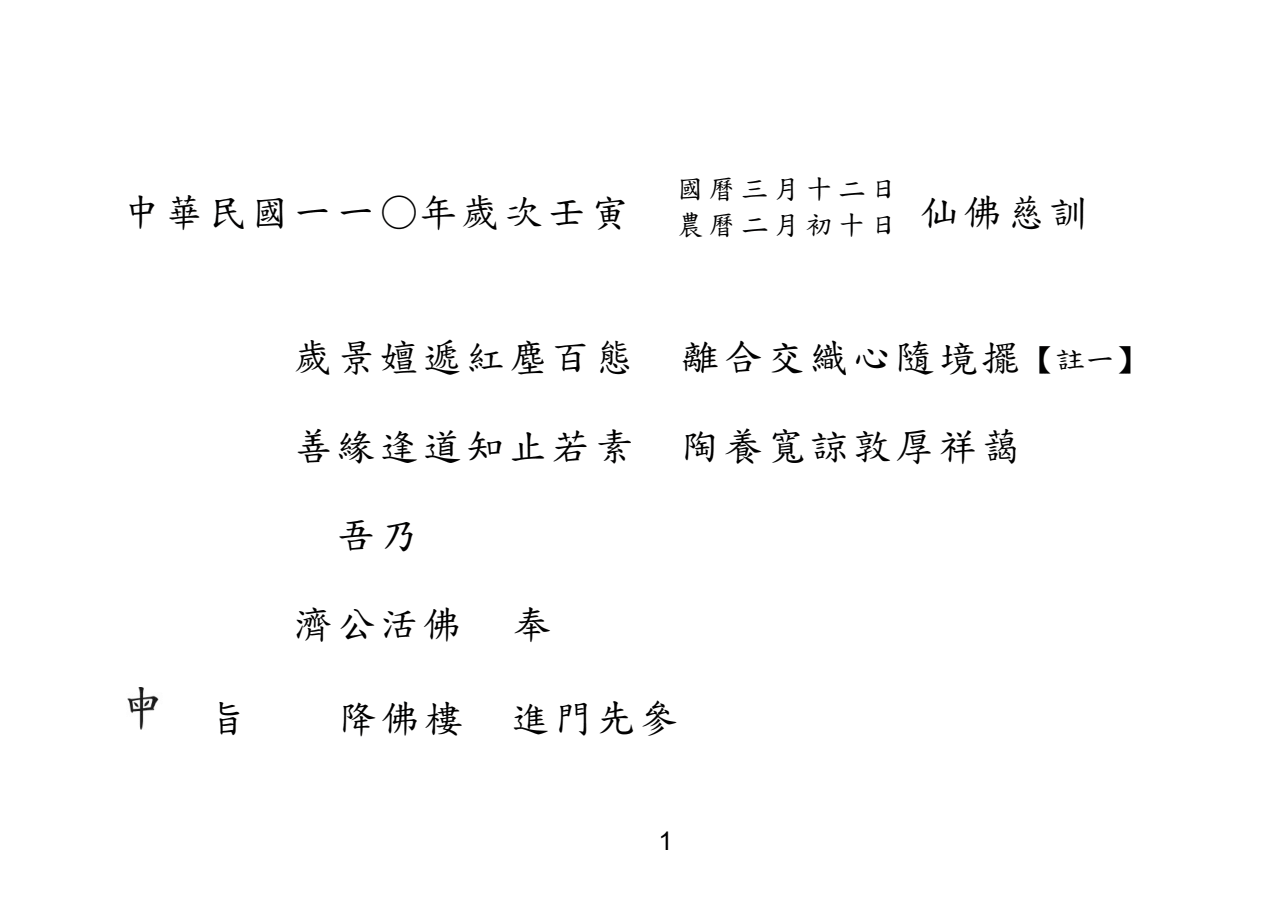 中華民國一一〇年歲次壬寅 國曆三月十二日 仙佛慈訓
農曆二月初十日
歲景嬗遞紅塵百態 離合交織心隨境擺【註一】
善緣逢道知止若素 陶養寬諒敦厚祥藹
吾乃
濟公活佛 奉
旨 降佛樓 進門先參
1